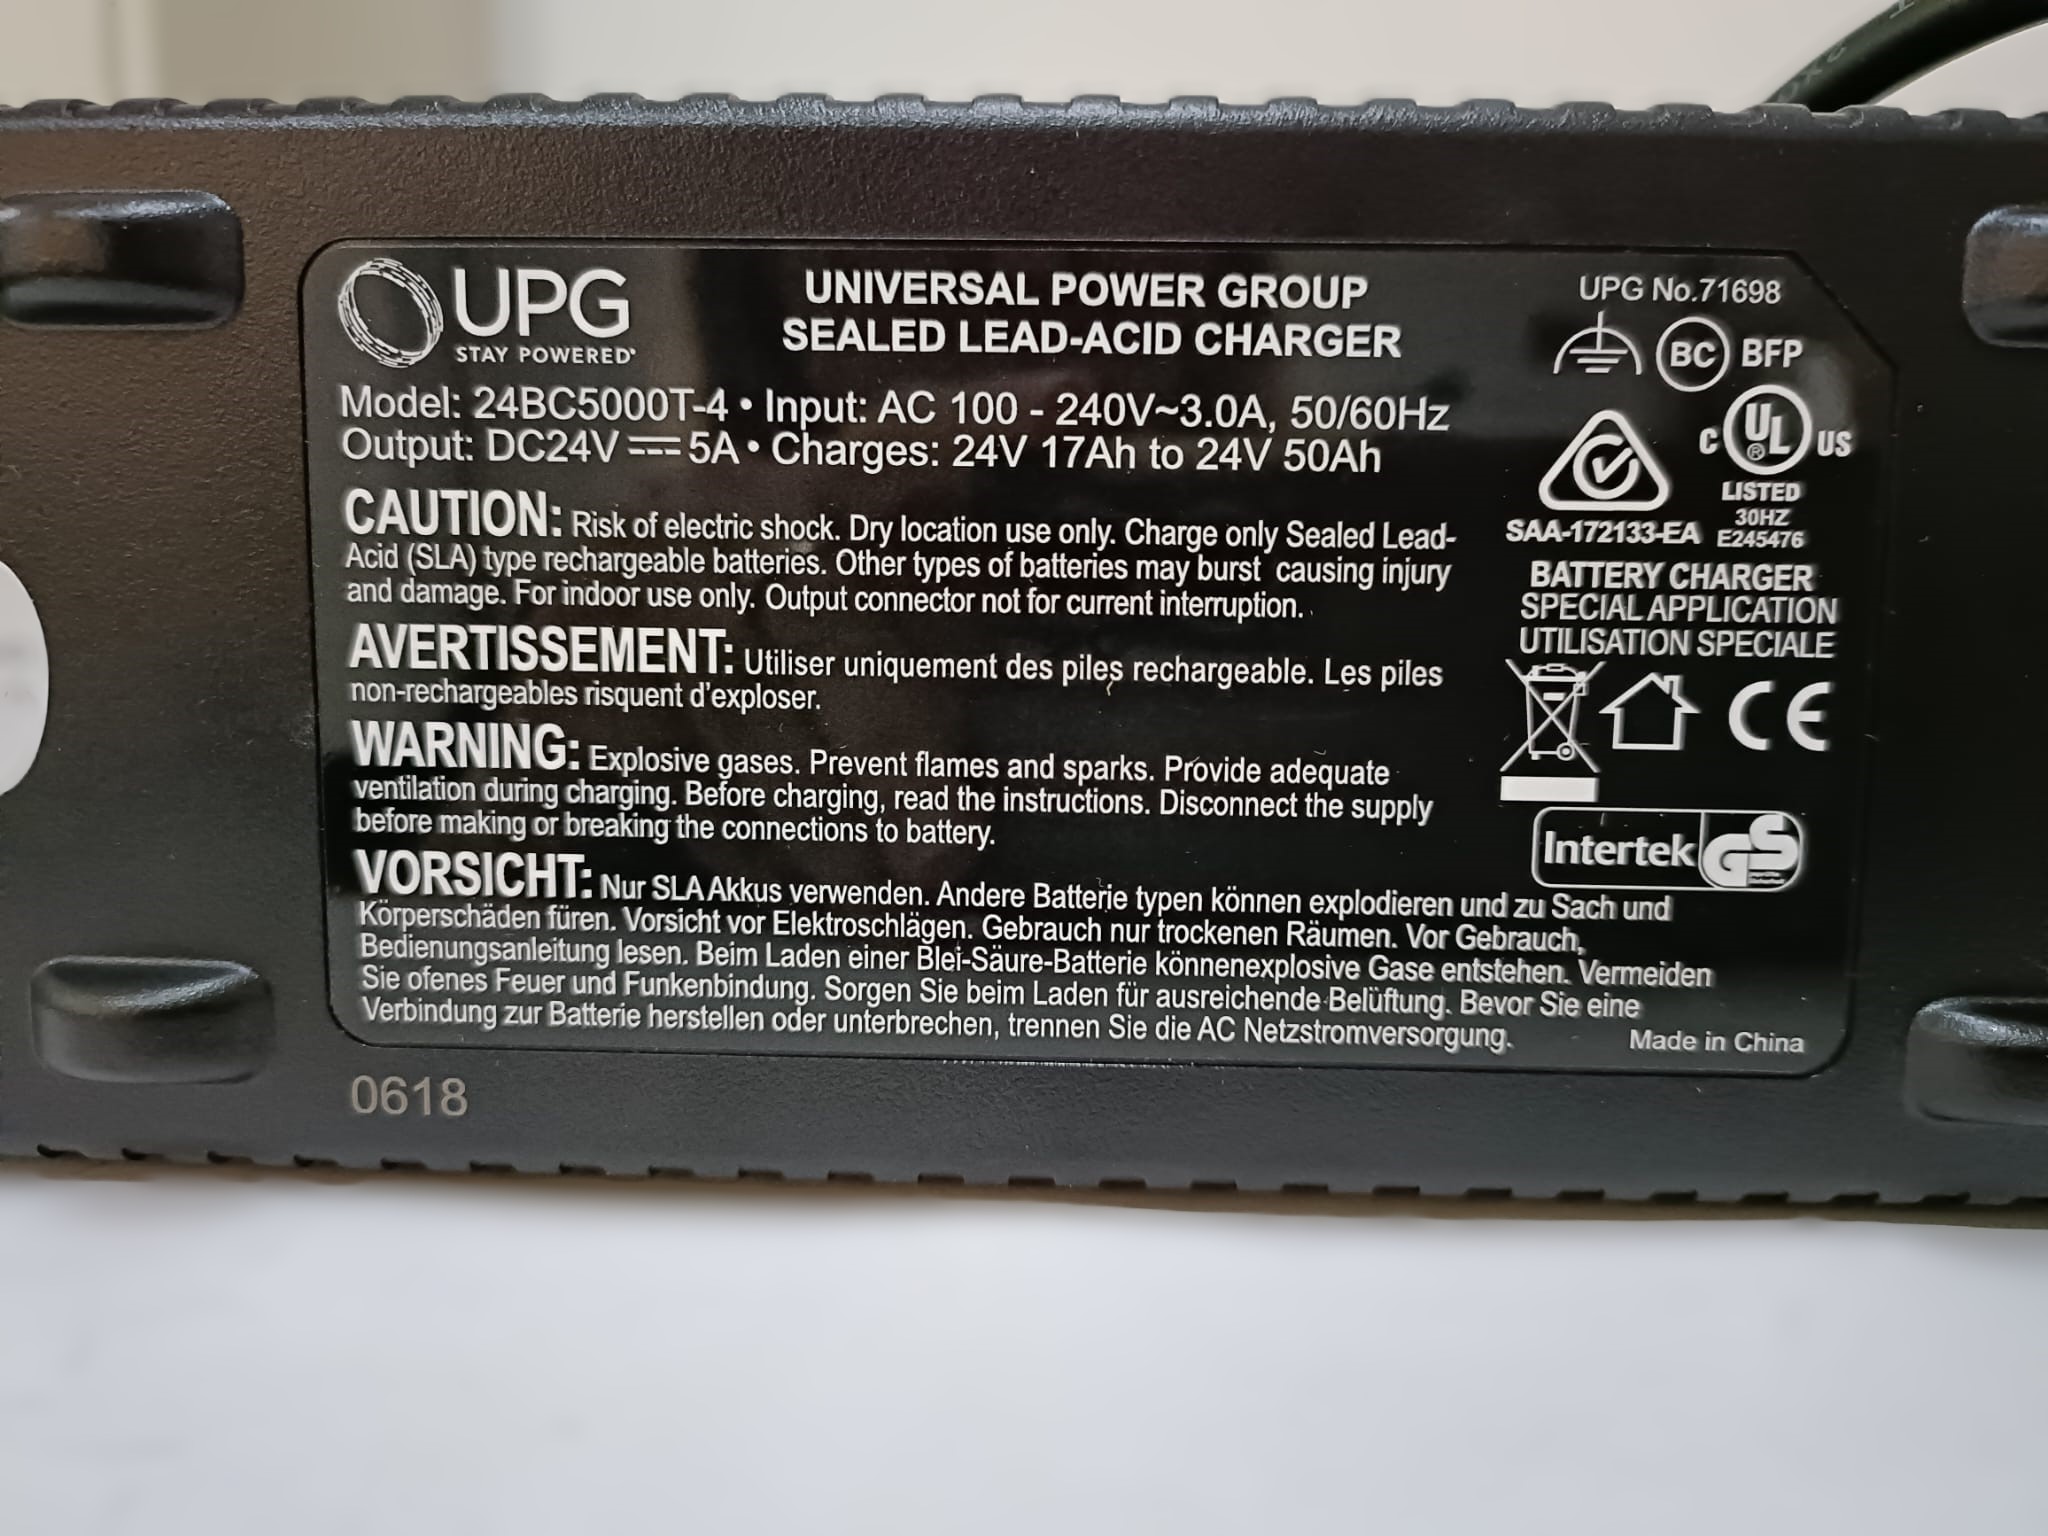 UPG
STAY POWERED
UNIVERSAL POWER GROUP
SEALED LEAD-ACID CHARGER
UPG No.71698
BC BFP
Model: 24BC5000T-4 • Input: AC 100 - 240V~3.0A, 50/60Hz
Output: DC24V ⎓ 5A • Charges: 24V 17Ah to 24V 50Ah
C UL ® US
LISTED
30HZ
E245476
SAA-172133-EA
BATTERY CHARGER
SPECIAL APPLICATION
UTILISATION SPECIALE
CAUTION: Risk of electric shock. Dry location use only. Charge only Sealed Lead-
Acid (SLA) type rechargeable batteries. Other types of batteries may burst causing injury
and damage. For indoor use only. Output connector not for current interruption.
AVERTISSEMENT: Utiliser uniquement des piles rechargeable. Les piles
non-rechargeables risquent d'exploser.
WARNING: Explosive gases. Prevent flames and sparks. Provide adequate
ventilation during charging. Before charging, read the instructions. Disconnect the supply
before making or breaking the connections to battery.
CE
Intertek GS
VORSICHT: Nur SLA Akkus verwenden. Andere Batterie typen können explodieren und zu Sach und
Körperschäden füren. Vorsicht vor Elektroschlägen. Gebrauch nur trockenen Räumen. Vor Gebrauch,
Bedienungsanleitung lesen. Beim Laden einer Blei-Säure-Batterie könnenexplosive Gase entstehen. Vermeiden
Sie ofenes Feuer und Funkenbindung. Sorgen Sie beim Laden für ausreichende Belüftung. Bevor Sie eine
Verbindung zur Batterie herstellen oder unterbrechen, trennen Sie die AC Netzstromversorgung.
Made in China
0618